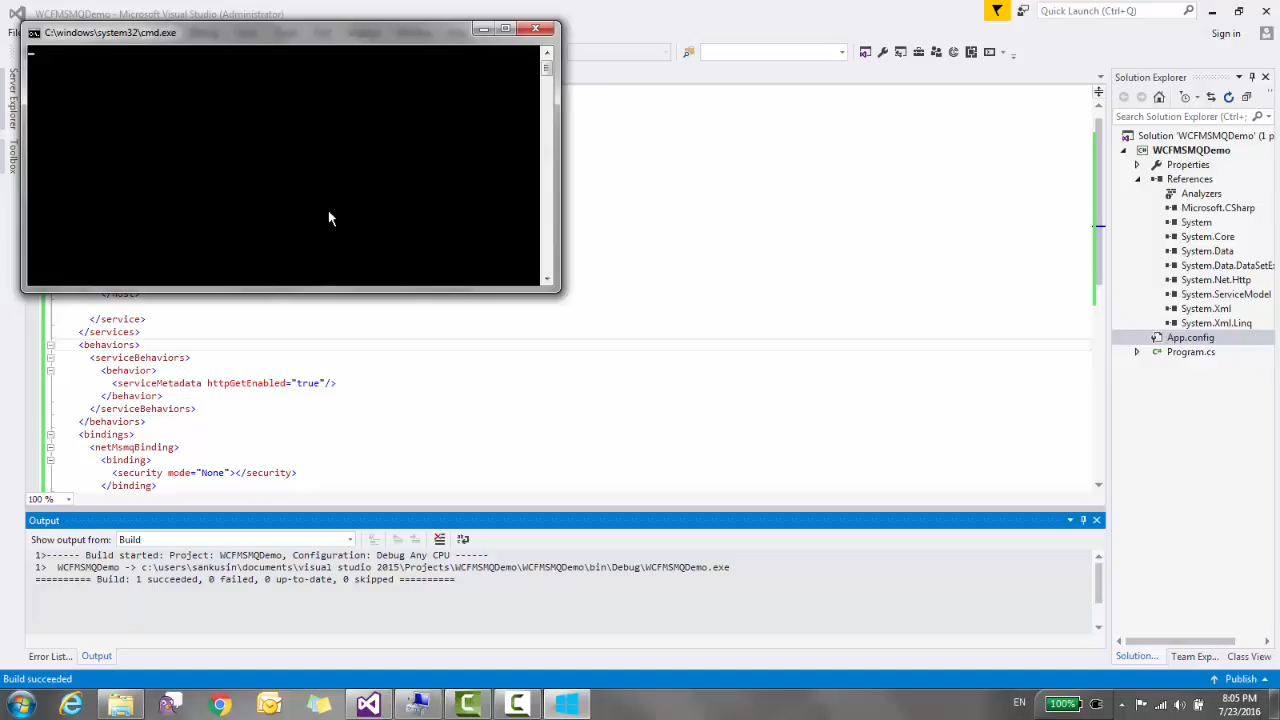 WCFMSMQDemo - Microsoft Visual Studio (Administrator)
Quick Launch (Ctrl+Q)
C:\windows\system32\cmd.exe
Sign in
Server Explorer
Toolbox
Solution Explorer
Search Solution Explorer (Ctrl+;
Solution 'WCFMSMQDemo' (1 p
WCFMSMQDemo
Properties
References
Analyzers
Microsoft.CSharp
System
System.Core
System.Data
System.Data.DataSetE
System.Net.Http
System.ServiceModel
System.Xml
System.Xml.Linq
App.config
Program.cs
</host>
</service>
</services>
<behaviors>
<serviceBehaviors>
<behavior>
<serviceMetadata httpGetEnabled="true"/>
</behavior>
</serviceBehaviors>
</behaviors>
<bindings>
<netMsmqBinding>
<binding>
<security mode="None"></security>
</binding>
100 %
Output
Show output from: Build
1>------ Build started: Project: WCFMSMQDemo, Configuration: Debug Any CPU ------
1>  WCFMSMQDemo -> c:\users\sankusin\documents\visual studio 2015\Projects\WCFMSMQDemo\WCFMSMQDemo\bin\Debug\WCFMSMQDemo.exe
========== Build: 1 succeeded, 0 failed, 0 up-to-date, 0 skipped ==========
Error List... Output
Solution... Team Exp... Class View
Build succeeded
Publish
EN
100%
8:05 PM
7/23/2016